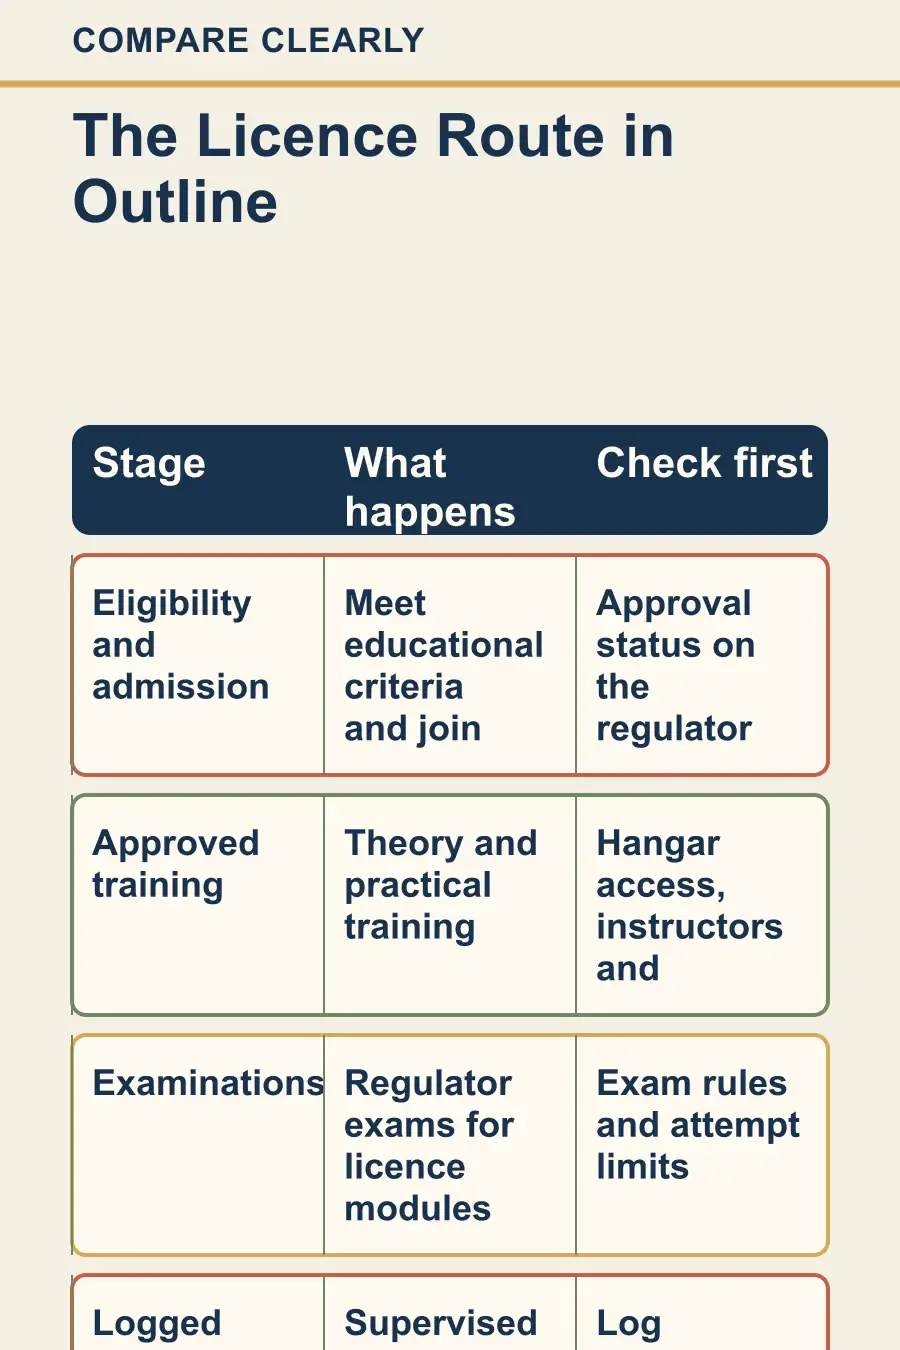 COMPARE CLEARLY
The Licence Route in
Outline
Stage
What
happens
Check first
Eligibility
and
admission
Meet
educational
criteria
and join
Approval
status on
the
regulator
Approved
training
Theory and
practical
training
Hangar
access,
instructors
and
Examinations
Regulator
exams for
licence
modules
Exam rules
and attempt
limits
Logged
Supervised
Log